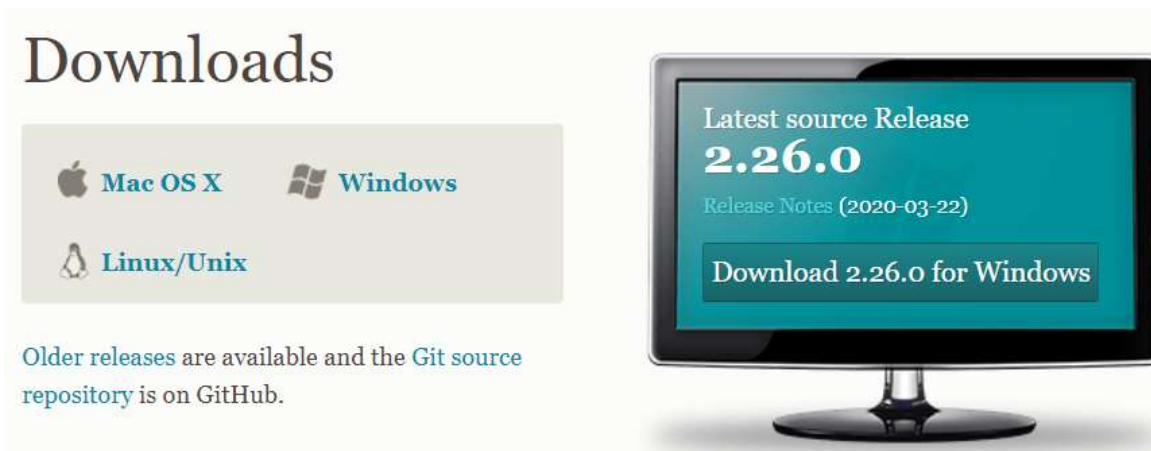 Downloads
Mac OS X
Windows
Linux/Unix
Older releases are available and the Git source
repository is on GitHub.
Latest source Release
2.26.0
Release Notes (2020-03-22)
Download 2.26.0 for Windows